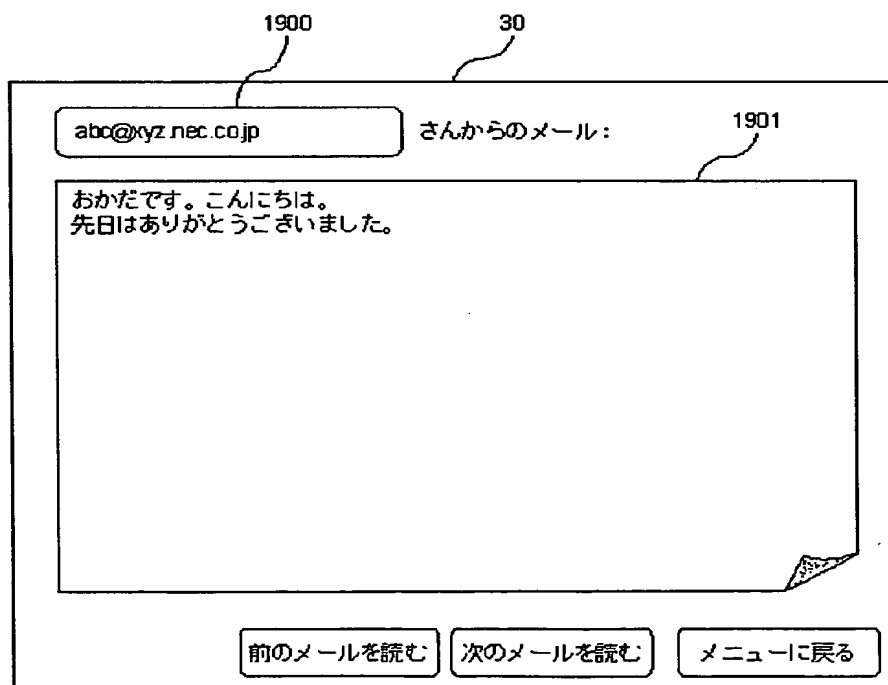 1900
30
abc@xyz.nec.co.jp さんからのメール：
1901
おかだです。こんにちは。
先日はありがとうございました。
前のメールを読む 次のメールを読む メニューに戻る